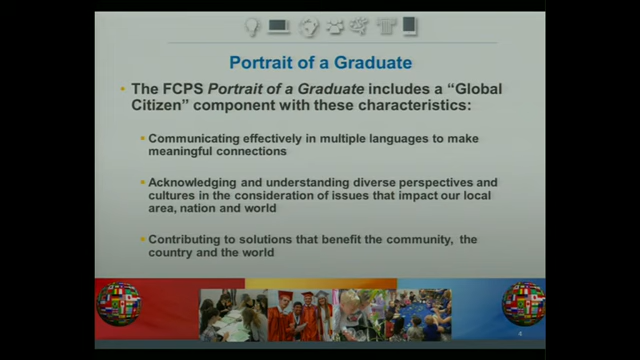 Portrait of a Graduate
• The FCPS Portrait of a Graduate includes a “Global
Citizen” component with these characteristics:
Communicating effectively in multiple languages to make
meaningful connections
Acknowledging and understanding diverse perspectives and
cultures in the consideration of issues that impact our local
area, nation and world
Contributing to solutions that benefit the community, the
country and the world
4